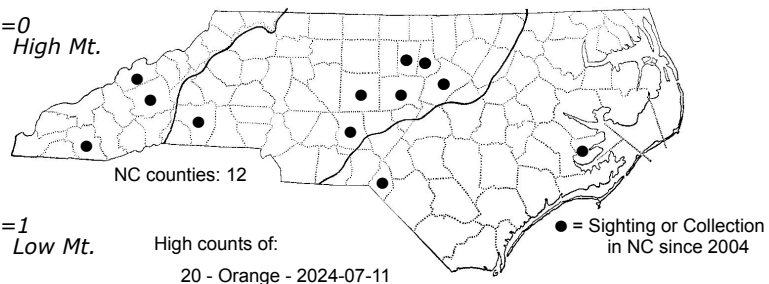 =0
High Mt.
NC counties: 12
=1
Low Mt.
High counts of:
20 - Orange - 2024-07-11
● = Sighting or Collection
in NC since 2004